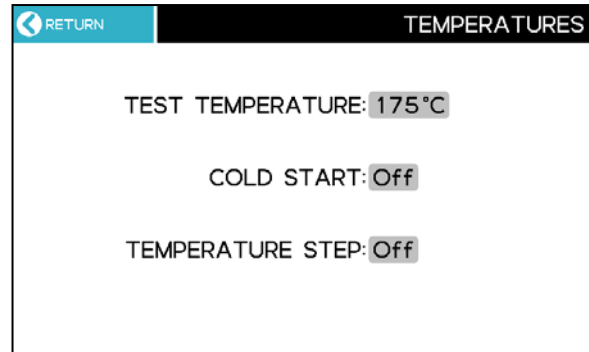 RETURN TEMPERATURES
TEST TEMPERATURE: 175°C
COLD START: Off
TEMPERATURE STEP: Off